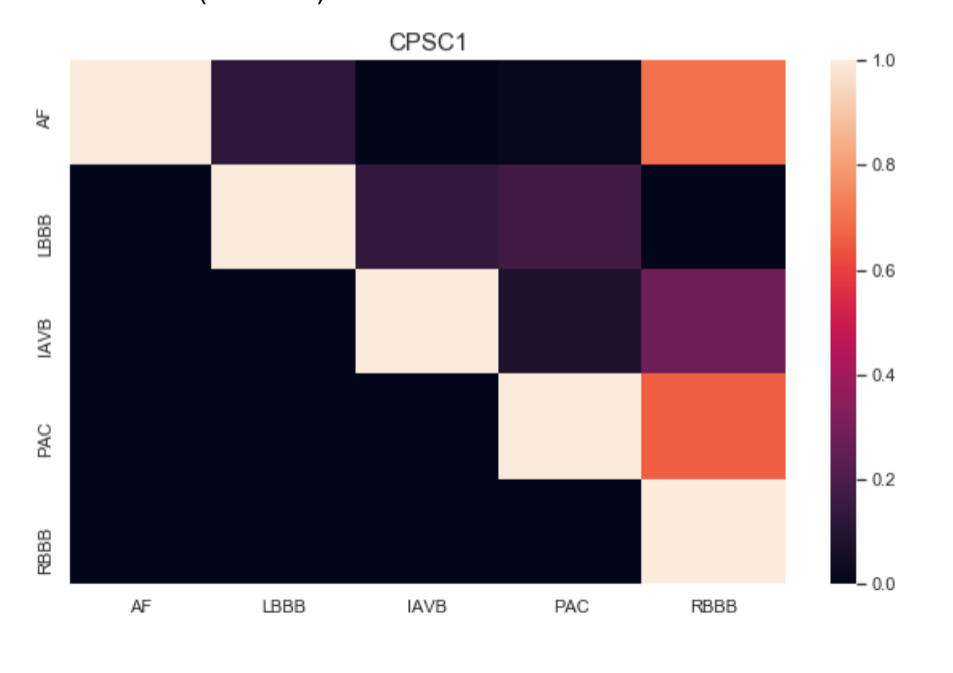 CPSC1
AF
LBBB
IAVB
PAC
RBBB
AF LBBB IAVB PAC RBBB
1.0
0.8
0.6
0.4
0.2
0.0